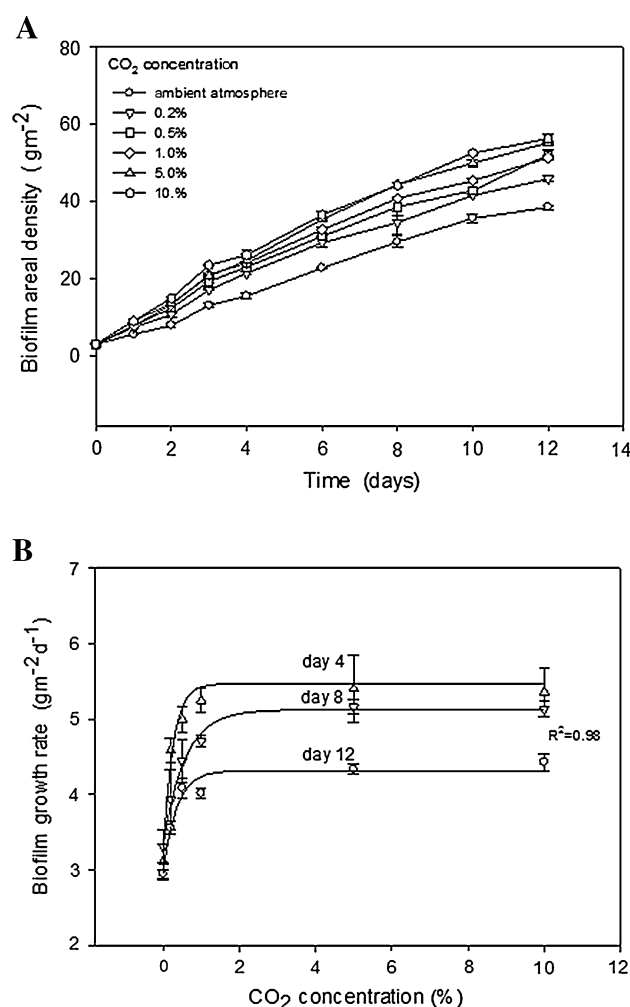 A
80
60
40
20
0
Biofilm areal density ( gm⁻²)
CO₂ concentration
ambient atmosphere
0.2%
0.5%
1.0%
5.0%
10.%
0 2 4 6 8 10 12 14
Time (days)
B
7
6
5
4
3
2
Biofilm growth rate (gm⁻²d⁻¹)
day 4
day 8
day 12
R²=0.98
0 2 4 6 8 10 12
CO₂ concentration (%)